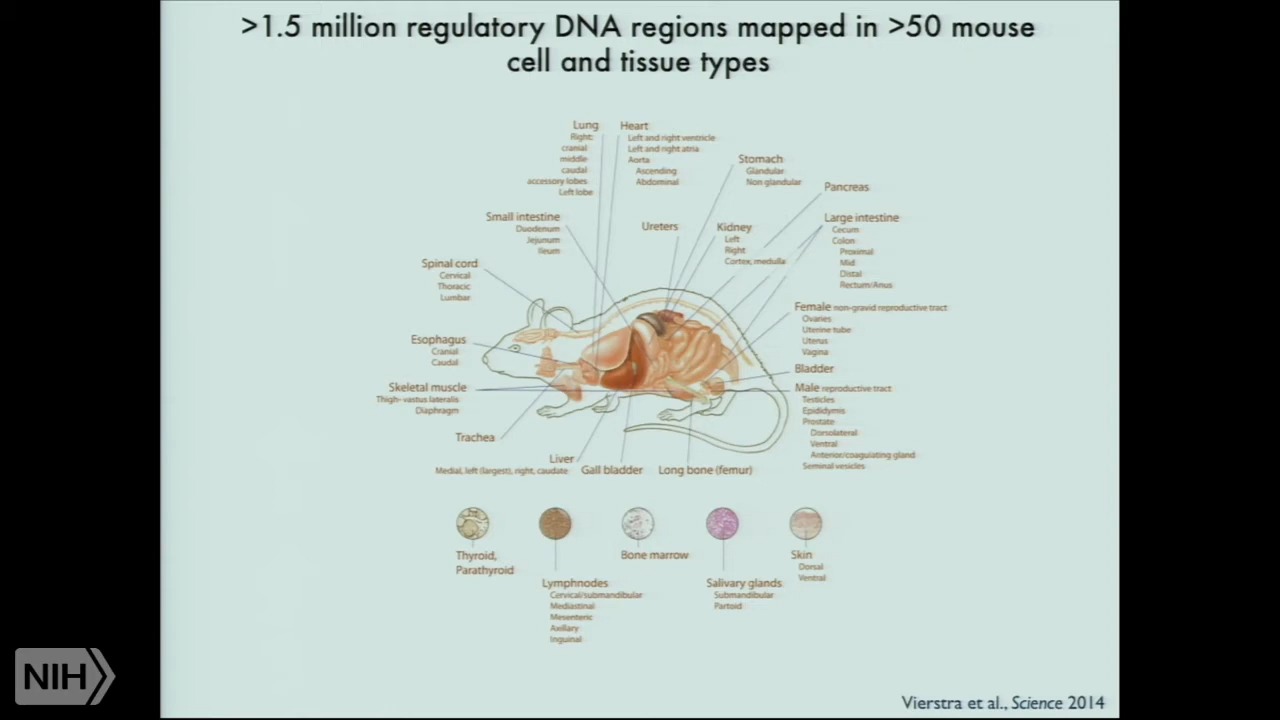 >1.5 million regulatory DNA regions mapped in >50 mouse
cell and tissue types
Lung
Right:
cranial
middle
caudal
accessory lobes
Left lobe
Heart
Left and right ventricle
Left and right atria
Aorta
Ascending
Abdominal
Stomach
Glandular
Non glandular
Pancreas
Small intestine
Duodenum
Jejunum
Ileum
Ureters
Kidney
Left
Right
Cortex, medulla
Large intestine
Cecum
Colon
Proximal
Mid
Distal
Rectum/Anus
Spinal cord
Cervical
Thoracic
Lumbar
Female non-gravid reproductive tract
Ovaries
Uterine tube
Uterus
Vagina
Esophagus
Cranial
Caudal
Bladder
Skeletal muscle
Thigh- vastus lateralis
Diaphragm
Male reproductive tract
Testicles
Epididymis
Prostate
Dorsolateral
Ventral
Anterior/coagulating gland
Seminal vesicles
Trachea
Liver
Medial, left (largest), right, caudate
Gall bladder
Long bone (femur)
Thyroid,
Parathyroid
Lymphnodes
Cervical/submandibular
Mediastinal
Mesenteric
Axillary
Inguinal
Bone marrow
Salivary glands
Submandibular
Partoid
Skin
Dorsal
Ventral
NIH
Vierstra et al., Science 2014